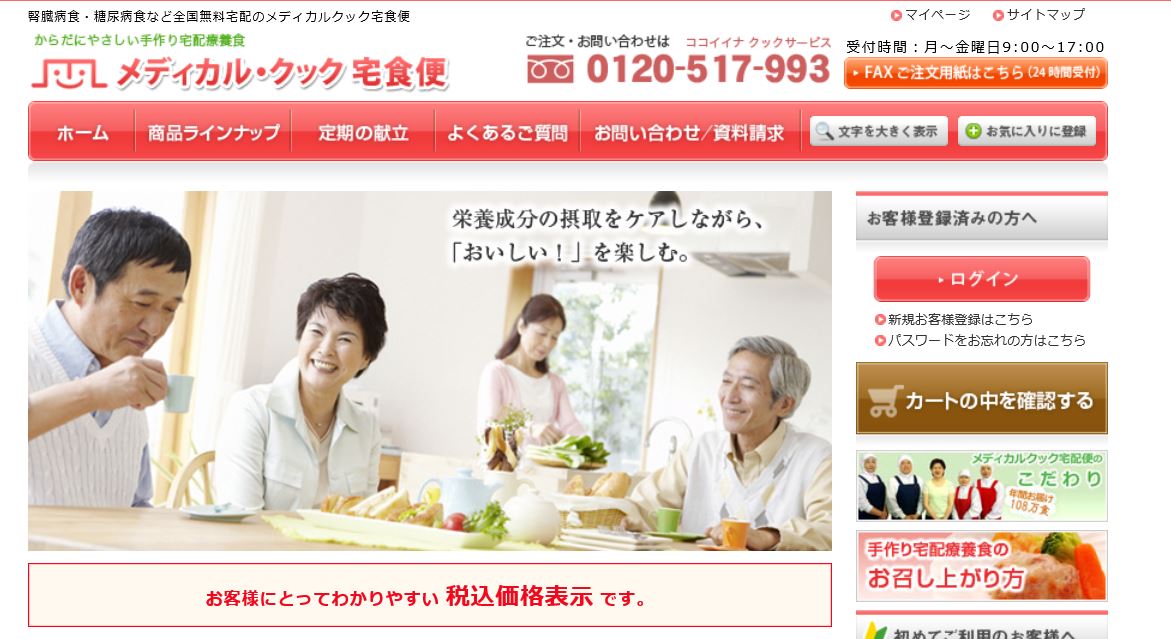 腎臓病食・糖尿病食など全国無料宅配のメディカルクック宅食便
マイページ
サイトマップ
からだにやさしい手作り宅配療養食
メディカル・クック 宅食便
ご注文・お問い合わせは ココイイナ クックサービス
0120-517-993
受付時間：月～金曜日9:00～17:00
FAX ご注文用紙はこちら(24時間受付)
ホーム
商品ラインナップ
定期の献立
よくあるご質問
お問い合わせ/資料請求
文字を大きく表示
お気に入りに登録
栄養成分の摂取をケアしながら、
「おいしい！」を楽しむ。
お客様にとってわかりやすい 税込価格表示 です。
お客様登録済みの方へ
ログイン
新規お客様登録はこちら
パスワードをお忘れの方はこちら
カートの中を確認する
メディカルクック宅配便の
こだわり
年間お届け
108万食
手作り宅配療養食の
お召し上がり方
初めてご利用のお客様へ